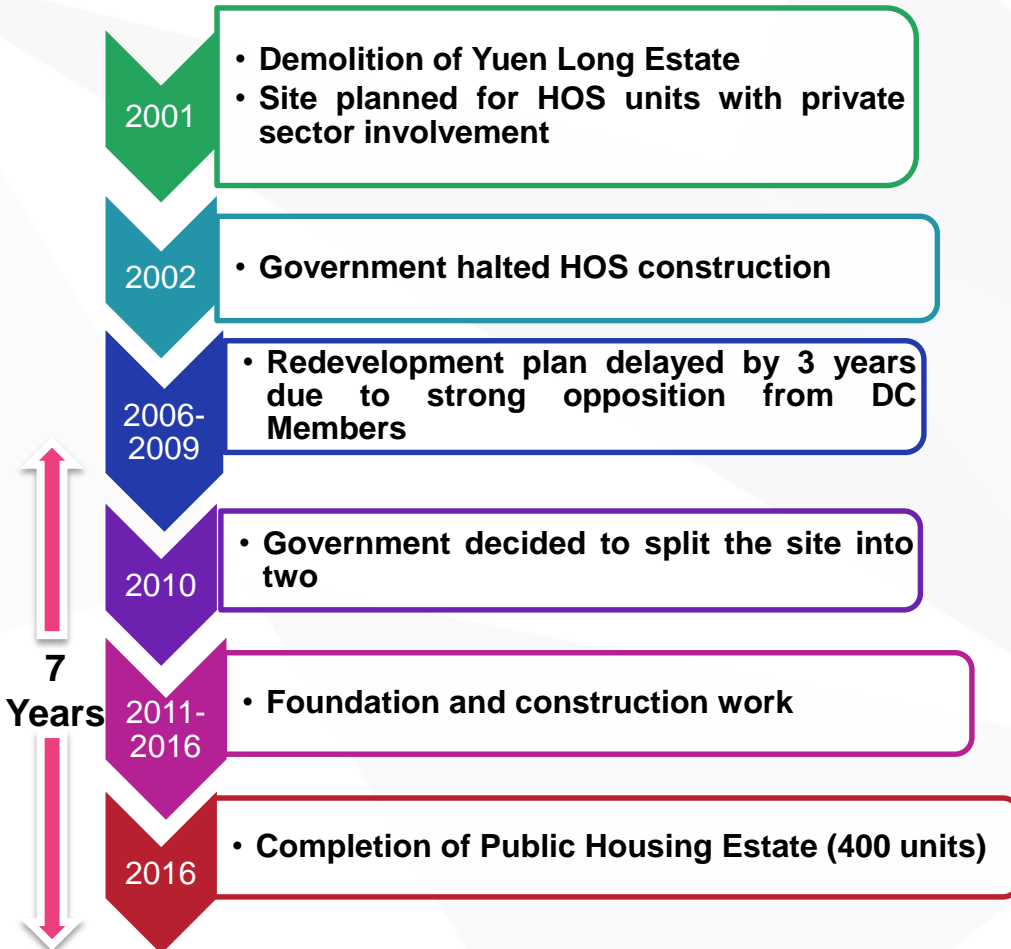 2001
• Demolition of Yuen Long Estate
• Site planned for HOS units with private
sector involvement
2002
• Government halted HOS construction
2006-
2009
• Redevelopment plan delayed by 3 years
due to strong opposition from DC
Members
2010
• Government decided to split the site into
two
7
Years
2011-
2016
• Foundation and construction work
2016
• Completion of Public Housing Estate (400 units)